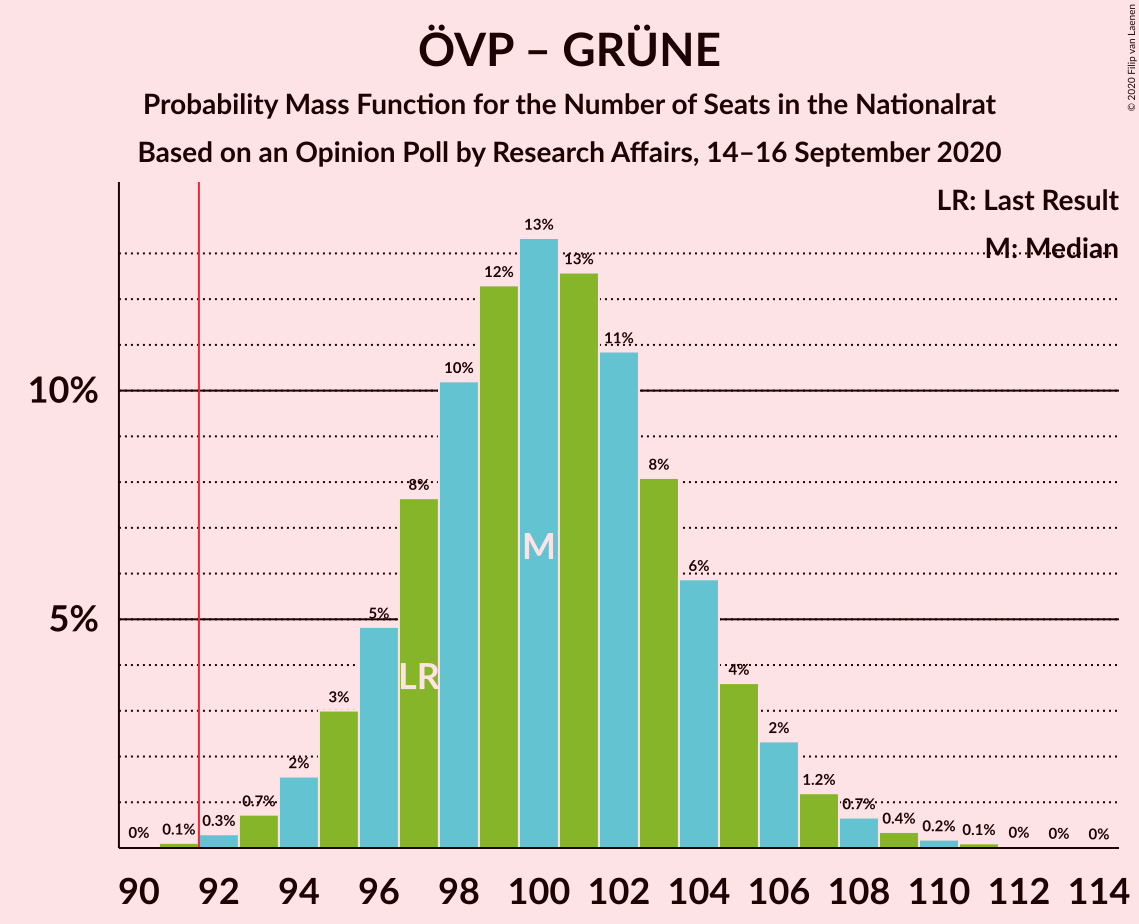 ÖVP – GRÜNE
Probability Mass Function for the Number of Seats in the Nationalrat
Based on an Opinion Poll by Research Affairs, 14–16 September 2020
© 2020 Filip van Laenen
LR: Last Result
M: Median
10%
5%
0% 0.1% 0.3% 0.7% 2% 3% 5% 8% 10% 12% 13% 13% 11% 8% 6% 4% 2% 1.2% 0.7% 0.4% 0.2% 0.1% 0% 0% 0%
M
LR
90 92 94 96 98 100 102 104 106 108 110 112 114